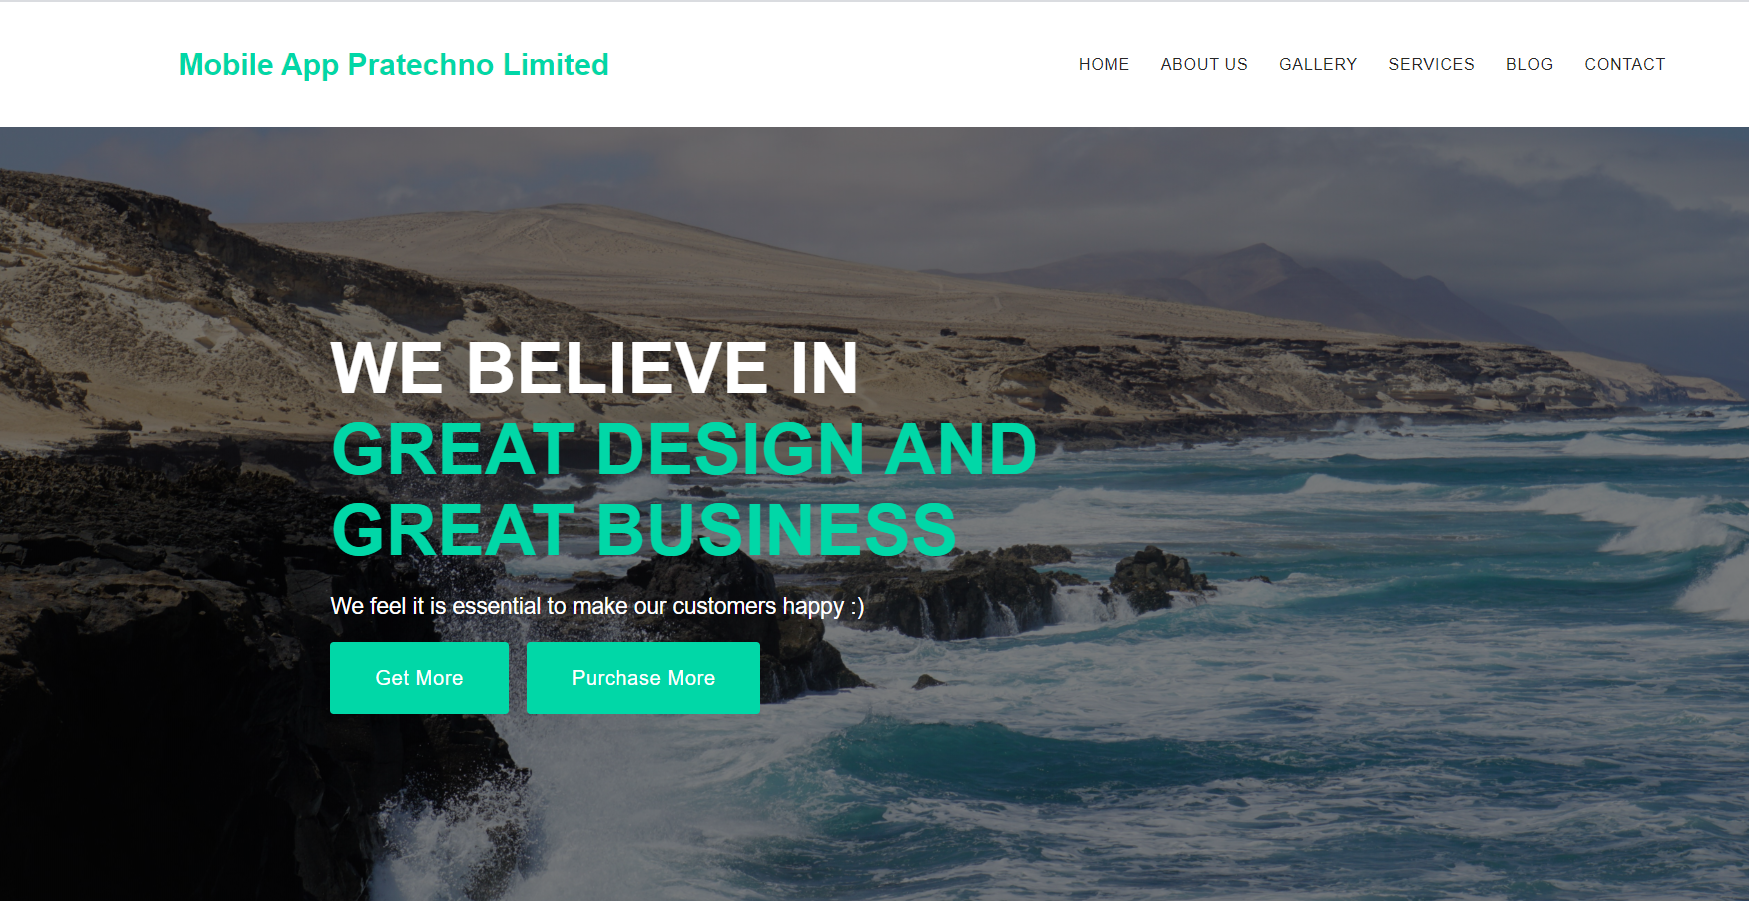 Mobile App Pratechno Limited
HOME ABOUT US GALLERY SERVICES BLOG CONTACT
WE BELIEVE IN
GREAT DESIGN AND
GREAT BUSINESS
We feel it is essential to make our customers happy :)
Get More
Purchase More